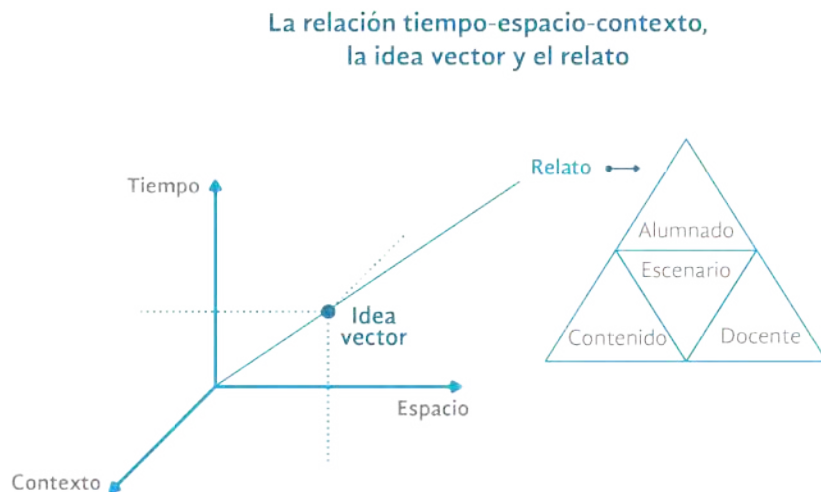 La relación tiempo-espacio-contexto,
la idea vector y el relato
Relato
Tiempo
Alumnado
Escenario
Idea
vector
Contenido
Docente
Espacio
Contexto